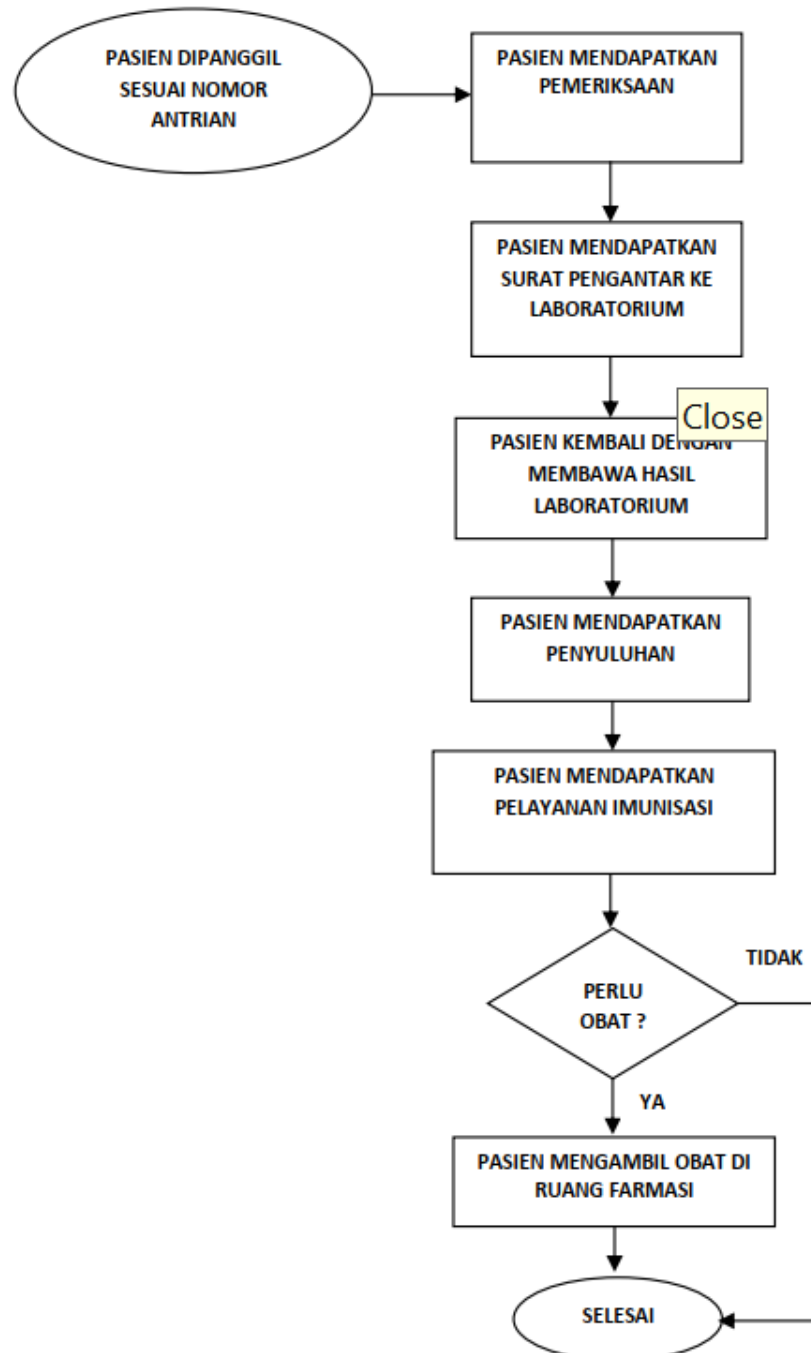 PASIEN DIPANGGIL
SESUAI NOMOR
ANTRIAN
PASIEN MENDAPATKAN
PEMERIKSAAN
PASIEN MENDAPATKAN
SURAT PENGANTAR KE
LABORATORIUM
Close
PASIEN KEMBALI DENGAN
MEMBAWA HASIL
LABORATORIUM
PASIEN MENDAPATKAN
PENYULUHAN
PASIEN MENDAPATKAN
PELAYANAN IMUNISASI
TIDAK
PERLU
OBAT ?
YA
PASIEN MENGAMBIL OBAT DI
RUANG FARMASI
SELESAI